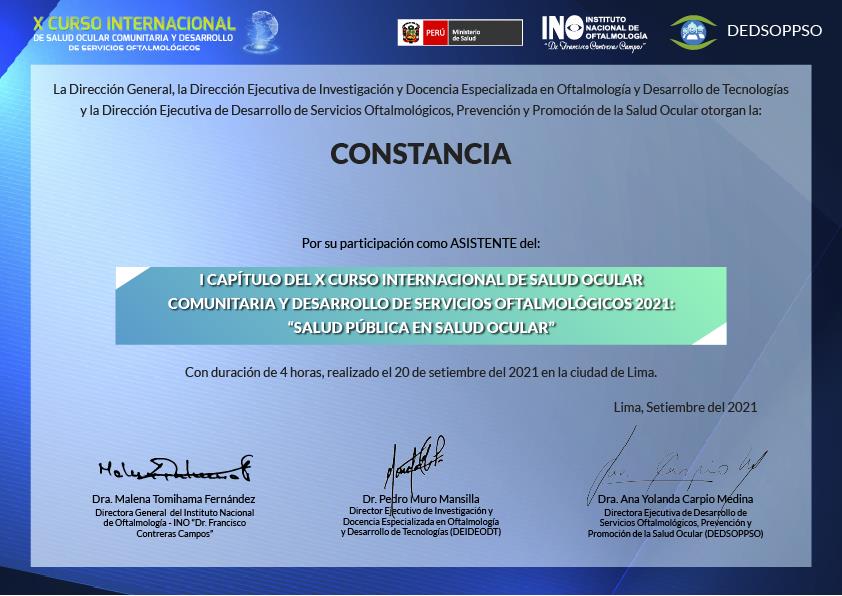 X CURSO INTERNACIONAL
DE SALUD OCULAR COMUNITARIA Y DESARROLLO
DE SERVICIOS OFTALMOLÓGICOS
PERÚ
Ministerio
de Salud
INO
INSTITUTO
NACIONAL DE
OFTALMOLOGÍA
"Dr. Francisco Contreras Campos"
DEDSOPPSO
La Dirección General, la Dirección Ejecutiva de Investigación y Docencia Especializada en Oftalmología y Desarrollo de Tecnologías
y la Dirección Ejecutiva de Desarrollo de Servicios Oftalmológicos, Prevención y Promoción de la Salud Ocular otorgan la:
CONSTANCIA
Por su participación como ASISTENTE del:
I CAPÍTULO DEL X CURSO INTERNACIONAL DE SALUD OCULAR
COMUNITARIA Y DESARROLLO DE SERVICIOS OFTALMOLÓGICOS 2021:
"SALUD PÚBLICA EN SALUD OCULAR"
Con duración de 4 horas, realizado el 20 de setiembre del 2021 en la ciudad de Lima.
Lima, Setiembre del 2021
Dra. Malena Tomihama Fernández
Directora General del Instituto Nacional
de Oftalmología - INO "Dr. Francisco
Contreras Campos"
Dr. Pedro Muro Mansilla
Director Ejecutivo de Investigación y
Docencia Especializada en Oftalmología
y Desarrollo de Tecnologías (DEIDEODT)
Dra. Ana Yolanda Carpio Medina
Directora Ejecutiva de Desarrollo de
Servicios Oftalmológicos, Prevención y
Promoción de la Salud Ocular (DEDSOPPSO)